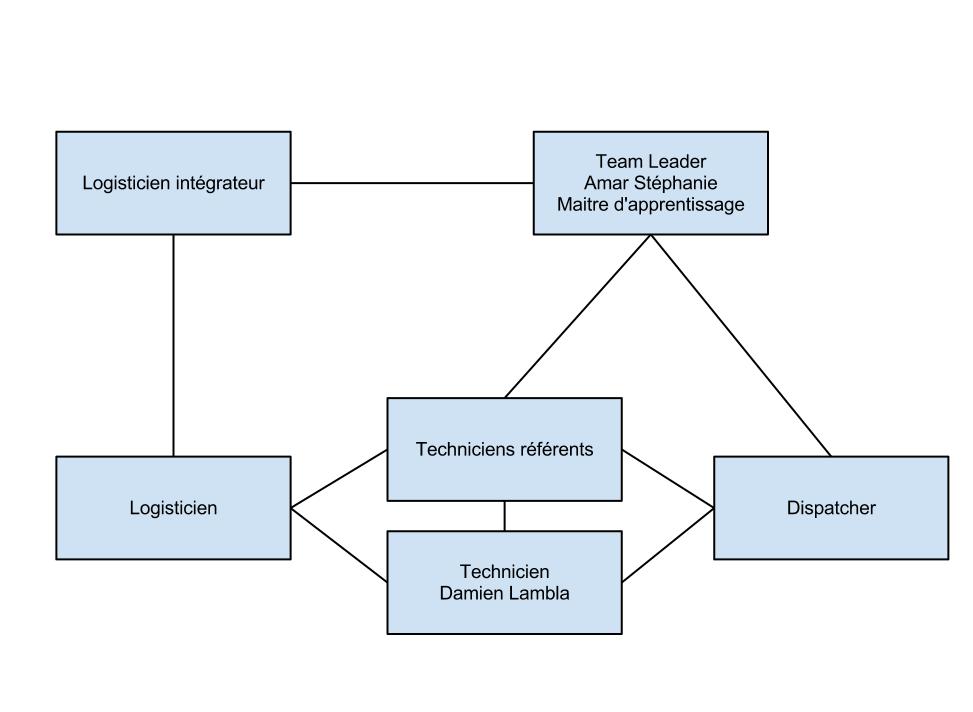 Logisticien intégrateur
Team Leader
Amar Stéphanie
Maitre d'apprentissage
Techniciens référents
Logisticien
Dispatcher
Technicien
Damien Lambla